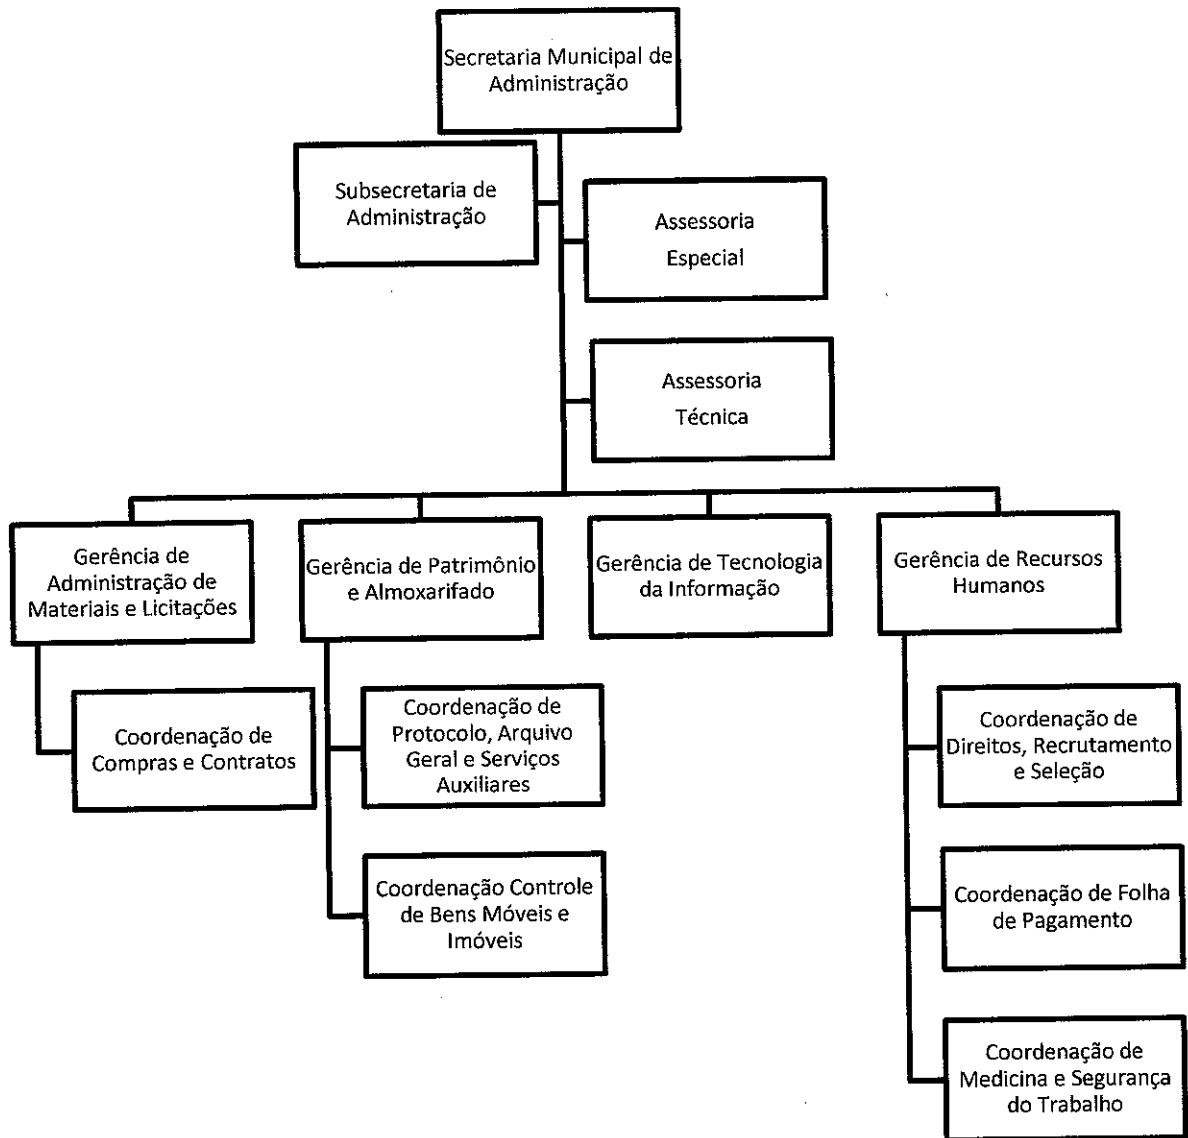 Secretaria Municipal de
Administração
Subsecretaria de
Administração
Assessoria
Especial
Assessoria
Técnica
Gerência de
Administração de
Materiais e Licitações
Gerência de Patrimônio
e Almoxarifado
Gerência de Tecnologia
da Informação
Gerência de Recursos
Humanos
Coordenação de
Compras e Contratos
Coordenação de
Protocolo, Arquivo
Geral e Serviços
Auxiliares
Coordenação Controle
de Bens Móveis e
Imóveis
Coordenação de
Direitos, Recrutamento
e Seleção
Coordenação de Folha
de Pagamento
Coordenação de
Medicina e Segurança
do Trabalho